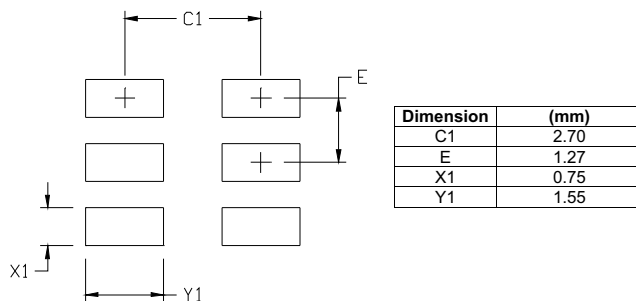 C1
E
X1
Y1
Dimension (mm)
C1 2.70
E 1.27
X1 0.75
Y1 1.55